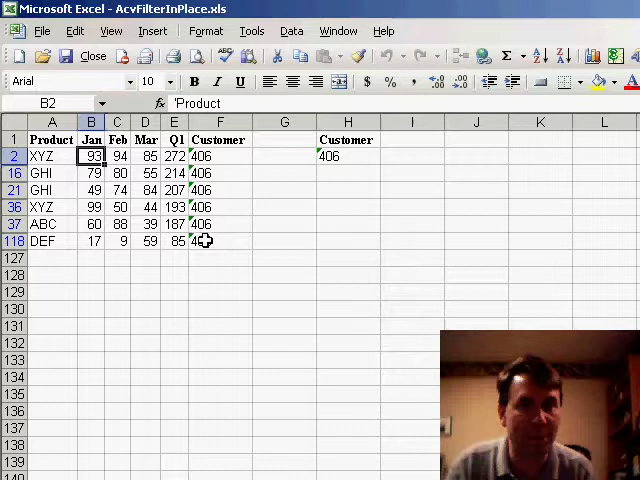 Microsoft Excel - AcvFilterInPlace.xls
File Edit View Insert Format Tools Data Window Help
Close Σ
Arial 10 B I U $ % , A
B2 fx 'Product
A B C D E F G H I J K L
1 Product Jan Feb Mar Q1 Customer Customer
2 XYZ 93 94 85 272 406 406
16 GHI 79 80 55 214 406
21 GHI 49 74 84 207 406
36 XYZ 99 50 44 193 406
37 ABC 60 88 39 187 406
118 DEF 17 9 59 85
127
128
129
130
131
132
133
134
135
136
137
138
139
140